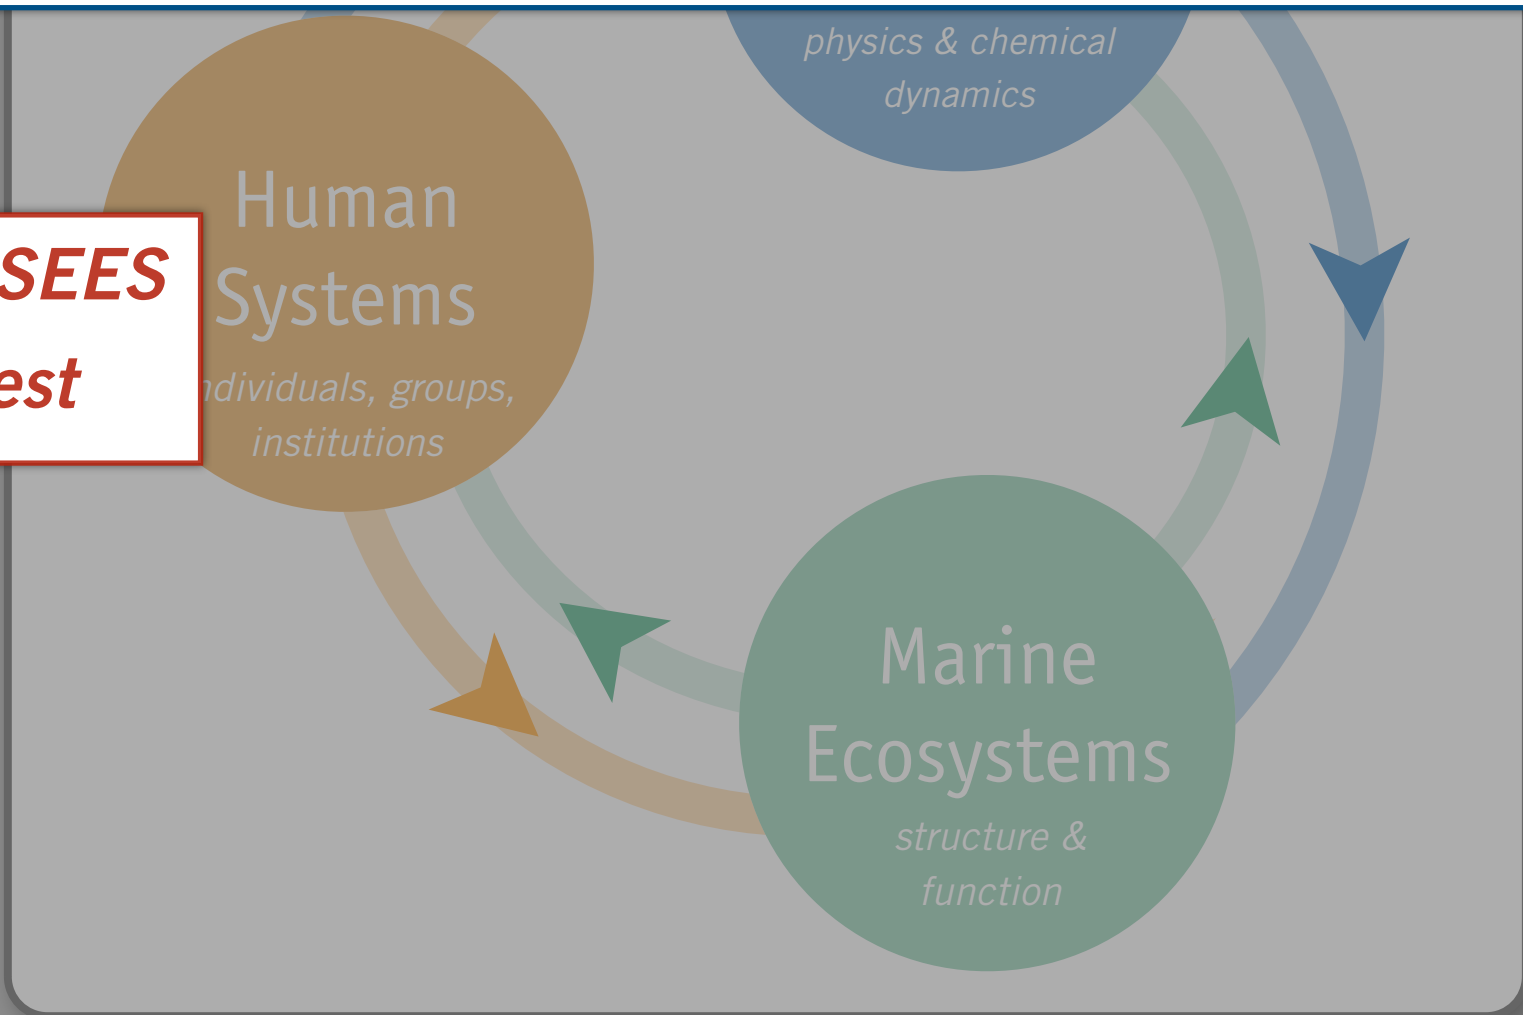 physics & chemical
dynamics
Human
Systems
SEES
est
ndividuals, groups,
institutions
Marine
Ecosystems
structure &
function